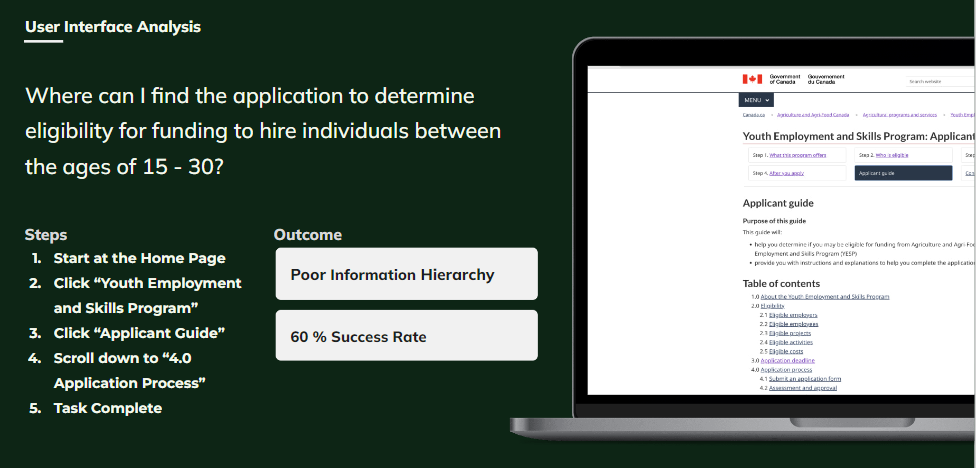 User Interface Analysis
Where can I find the application to determine
eligibility for funding to hire individuals between
the ages of 15 - 30?
Steps
1. Start at the Home Page
2. Click “Youth Employment
and Skills Program”
3. Click “Applicant Guide”
4. Scroll down to “4.0
Application Process”
5. Task Complete
Outcome
Poor Information Hierarchy
60 % Success Rate
Government of Canada
Gouvernement du Canada
Search website
MENU
Canada.ca > Agriculture and Agri-Food Canada > Agricultural programs and services > Youth Empl
Youth Employment and Skills Program: Applicant
Step 1. What this program offers
Step 2. Who is eligible
Step
Step 4. After you apply
Applicant guide
Con
Applicant guide
Purpose of this guide
This guide will:
• help you determine if you may be eligible for funding from Agriculture and Agri-Foo
Employment and Skills Program (YESP)
• provide you with instructions and explanations to help you complete the application
Table of contents
1.0 About the Youth Employment and Skills Program
2.0 Eligibility
2.1 Eligible employers
2.2 Eligible employees
2.3 Eligible projects
2.4 Eligible activities
2.5 Eligible costs
3.0 Application deadline
4.0 Application process
4.1 Submit an application form
4.2 Assessment and approval